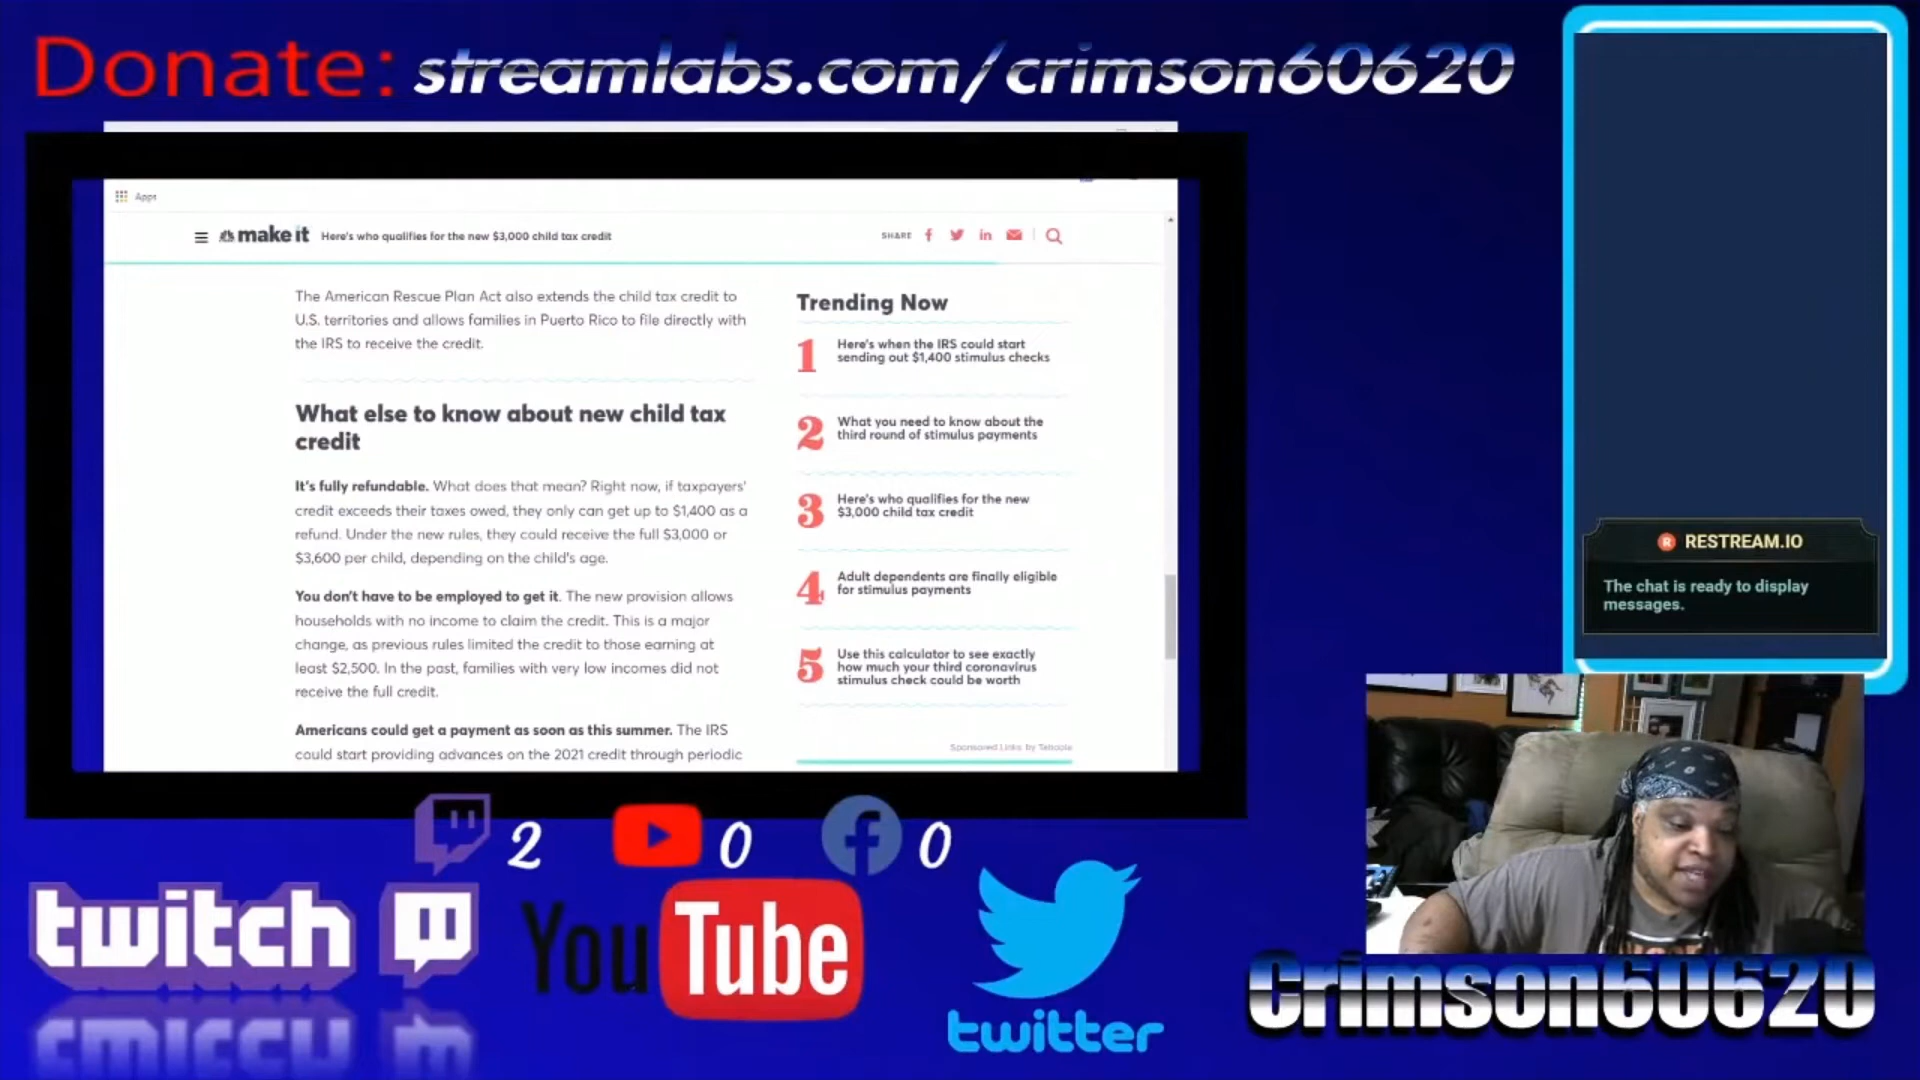 Donate: streamlabs.com/crimson60620
Apps
make it Here's who qualifies for the new $3,000 child tax credit SHARE
The American Rescue Plan Act also extends the child tax credit to
U.S. territories and allows families in Puerto Rico to file directly with
the IRS to receive the credit.
What else to know about new child tax
credit
It's fully refundable. What does that mean? Right now, if taxpayers'
credit exceeds their taxes owed, they only can get up to $1,400 as a
refund. Under the new rules, they could receive the full $3,000 or
$3,600 per child, depending on the child's age.
You don't have to be employed to get it. The new provision allows
households with no income to claim the credit. This is a major
change, as previous rules limited the credit to those earning at
least $2,500. In the past, families with very low incomes did not
receive the full credit.
Americans could get a payment as soon as this summer. The IRS
could start providing advances on the 2021 credit through periodic
Trending Now
1 Here's when the IRS could start
sending out $1,400 stimulus checks
2 What you need to know about the
third round of stimulus payments
3 Here's who qualifies for the new
$3,000 child tax credit
4 Adult dependents are finally eligible
for stimulus payments
5 Use this calculator to see exactly
how much your third coronavirus
stimulus check could be worth
Sponsored Links by Taboola
RESTREAM.IO
The chat is ready to display
messages.
2 0 0
twitch
YouTube
twitter
Crimson60620